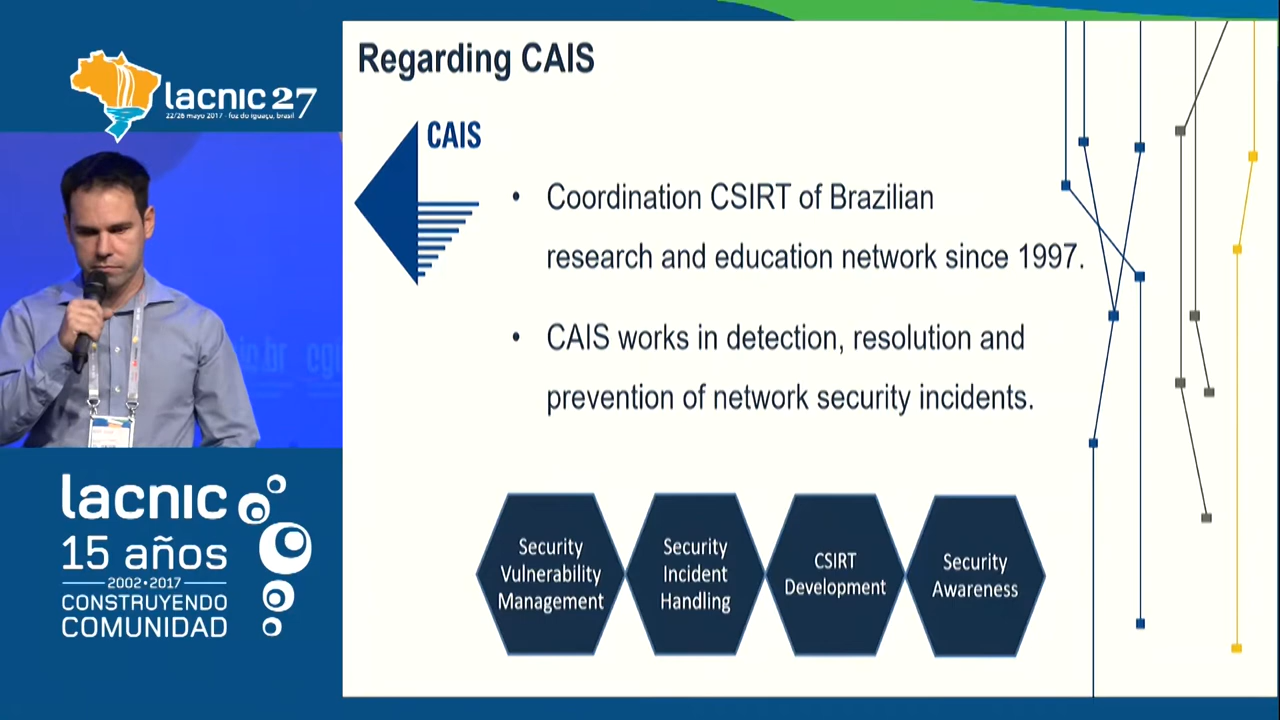 lacnic 27
22/26 mayo 2017 - foz do iguaçu, brasil
Regarding CAIS
CAIS
• Coordination CSIRT of Brazilian
research and education network since 1997.
• CAIS works in detection, resolution and
prevention of network security incidents.
Security
Vulnerability
Management
Security
Incident
Handling
CSIRT
Development
Security
Awareness
lacnic
15 años
2002•2017
CONSTRUYENDO
COMUNIDAD